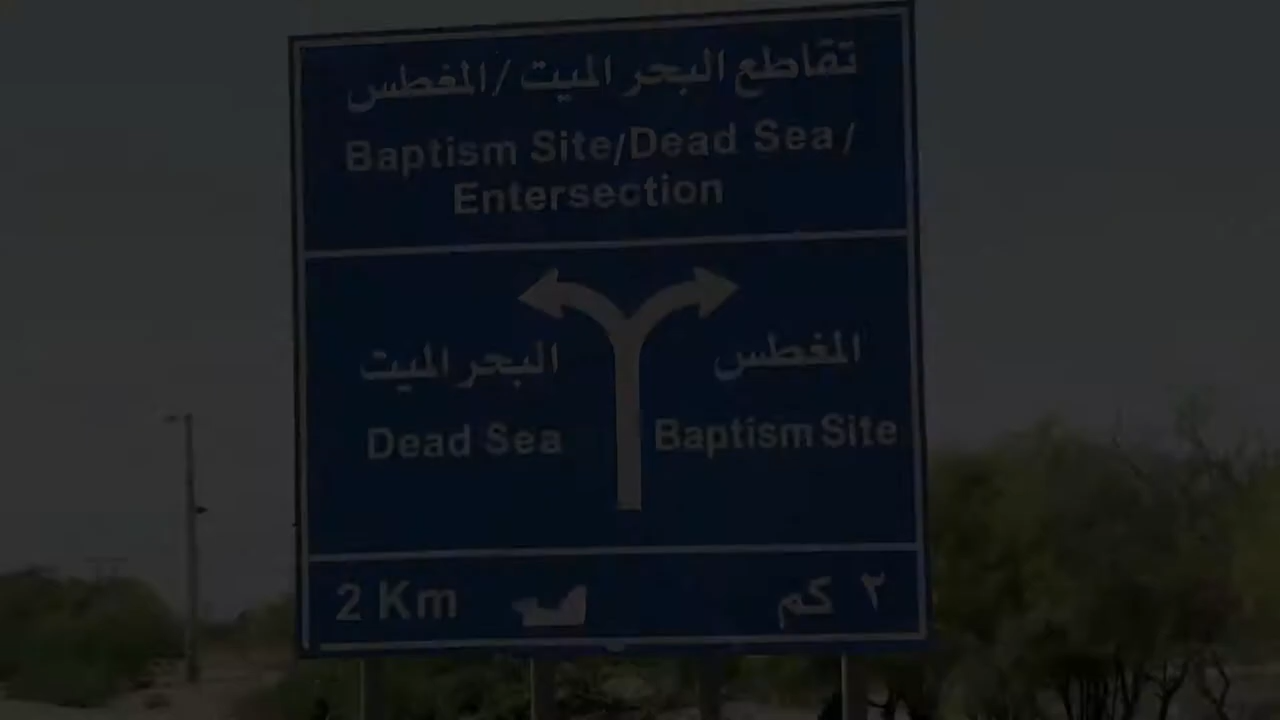 تقاطع البحر الميت/المغطس
Baptism Site/Dead Sea/
Entersection
البحر الميت
Dead Sea
المغطس
Baptism Site
2 Km
٢ كم